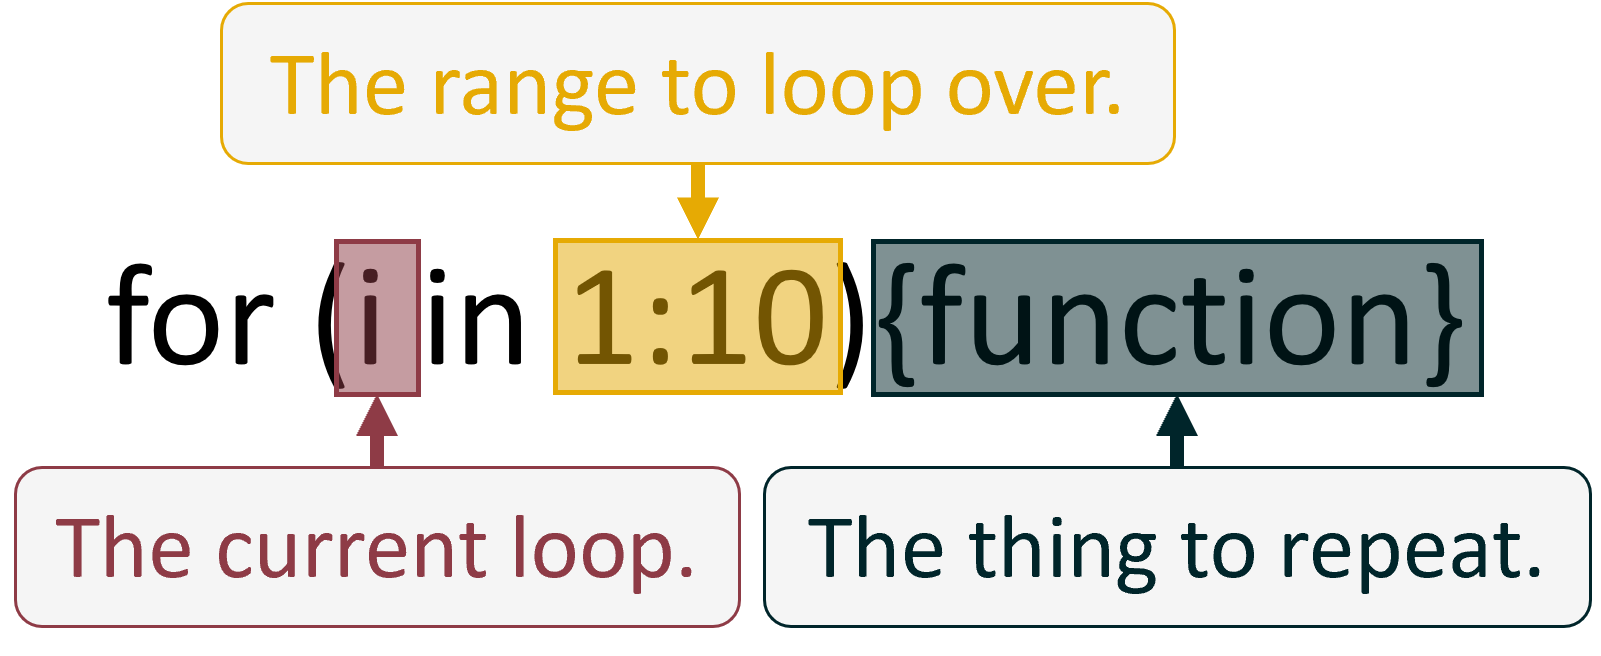 The range to loop over.
for (i in 1:10){function}
The current loop.
The thing to repeat.